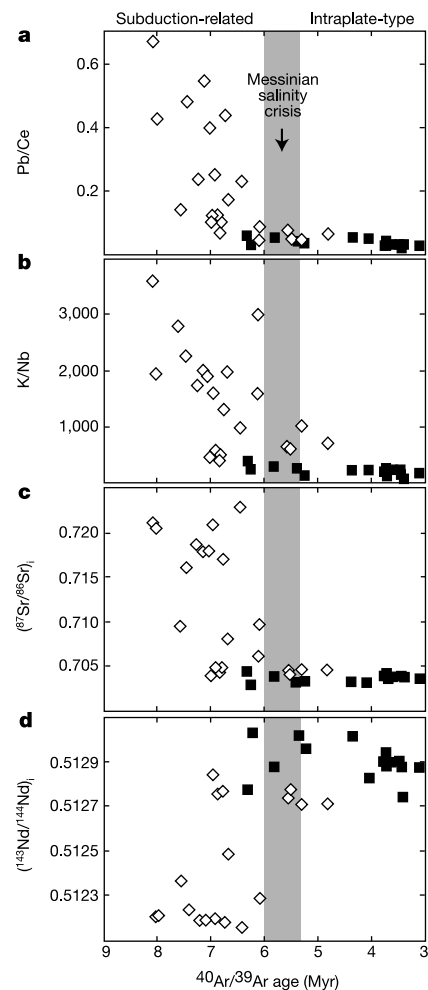 Subduction-related Intraplate-type
a
Messinian
salinity
crisis
0.6
0.4
0.2
Pb/Ce
b
3,000
2,000
1,000
K/Nb
c
0.720
0.715
0.710
0.705
(⁸⁷Sr/⁸⁶Sr)ᵢ
d
0.5129
0.5127
0.5125
0.5123
(¹⁴³Nd/¹⁴⁴Nd)ᵢ
9 8 7 6 5 4 3
⁴⁰Ar/³⁹Ar age (Myr)